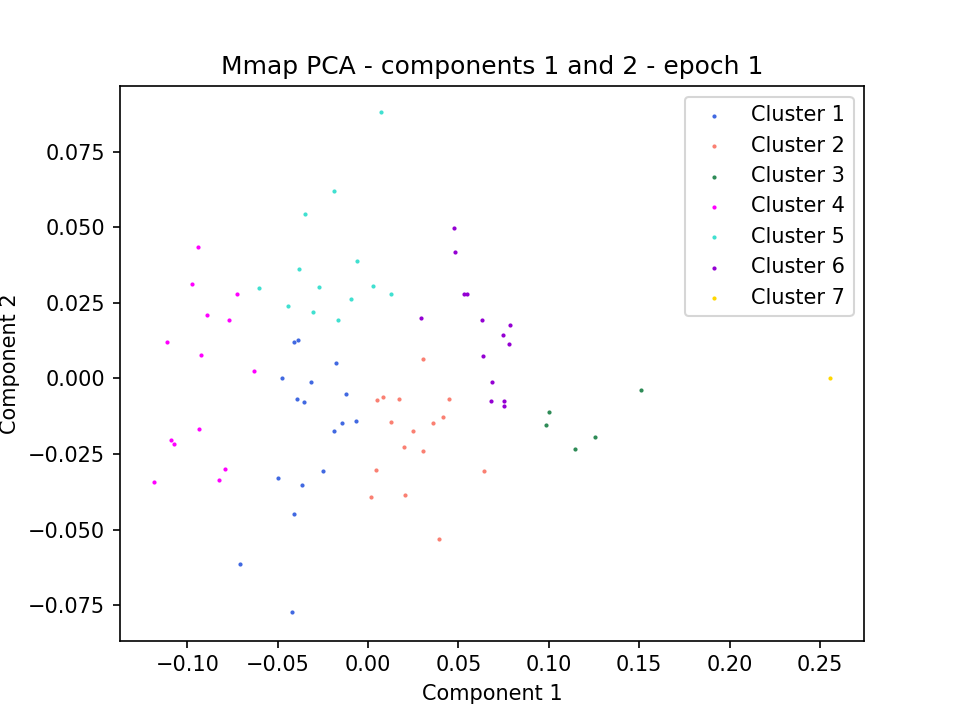 Mmap PCA - components 1 and 2 - epoch 1
Cluster 1
Cluster 2
Cluster 3
Cluster 4
Cluster 5
Cluster 6
Cluster 7
0.075
0.050
0.025
0.000
−0.025
−0.050
−0.075
Component 2
−0.10
−0.05
0.00
0.05
0.10
0.15
0.20
0.25
Component 1